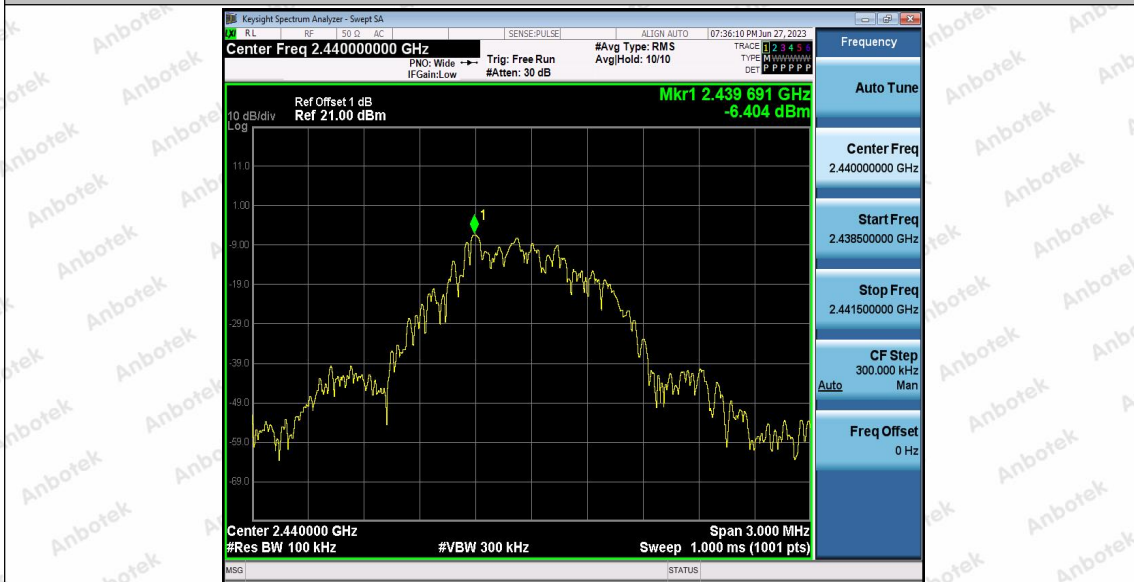 Keysight Spectrum Analyzer - Swept SA
LXI RL RF 50 Ω AC SENSE:PULSE ALIGN AUTO 07:36:10 PM Jun 27, 2023
Center Freq 2.440000000 GHz
PNO: Wide
IFGain:Low
Trig: Free Run
#Atten: 30 dB
#Avg Type: RMS
Avg|Hold: 10/10
TRACE 1 2 3 4 5 6
TYPE M W W W W W
DET P P P P P P
Mkr1 2.439 691 GHz
-6.404 dBm
Ref Offset 1 dB
10 dB/div Ref 21.00 dBm
Log
11.0
1.00
-9.00
-19.0
-29.0
-39.0
-49.0
-59.0
-69.0
1
Center 2.440000 GHz Span 3.000 MHz
#Res BW 100 kHz #VBW 300 kHz Sweep 1.000 ms (1001 pts)
MSG STATUS
Frequency
Auto Tune
Center Freq
2.440000000 GHz
Start Freq
2.438500000 GHz
Stop Freq
2.441500000 GHz
CF Step
300.000 kHz
Auto Man
Freq Offset
0 Hz
Anbotek